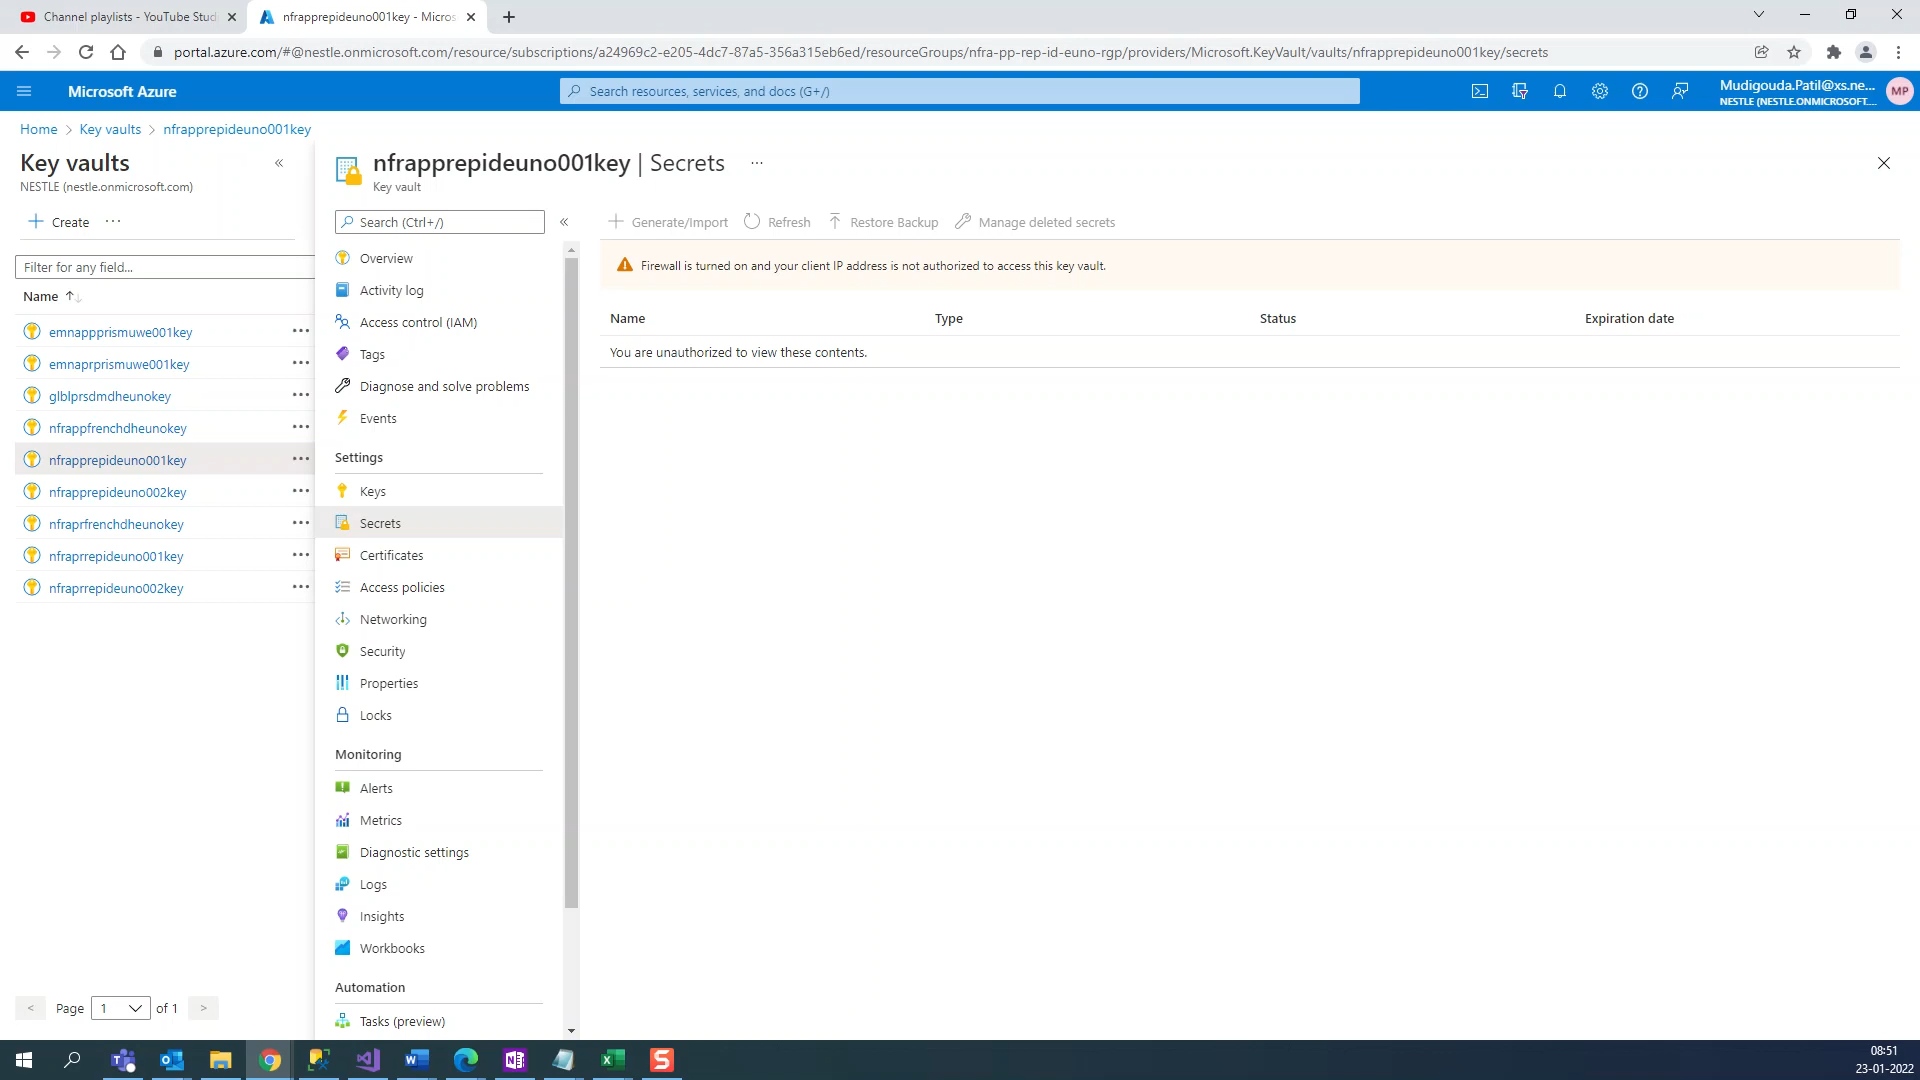 Channel playlists - YouTube Stud
nfrapprepideuno001key - Micros
portal.azure.com/#@nestle.onmicrosoft.com/resource/subscriptions/a24969c2-e205-4dc7-87a5-356a315eb6ed/resourceGroups/nfra-pp-rep-id-euno-rgp/providers/Microsoft.KeyVault/vaults/nfrapprepideuno001key/secrets
Microsoft Azure
Search resources, services, and docs (G+/)
Mudigouda.Patil@xs.ne...
NESTLE (NESTLE.ONMICROSOFT....
MP
Home > Key vaults > nfrapprepideuno001key
Key vaults
NESTLE (nestle.onmicrosoft.com)
Create
Filter for any field...
Name
emnappprismuwe001key
emnaprprismuwe001key
glblprsdmdheunokey
nfrappfrenchdheunokey
nfrapprepideuno001key
nfrapprepideuno002key
nfraprfrenchdheunokey
nfraprrepideuno001key
nfraprrepideuno002key
< Page 1 of 1 >
nfrapprepideuno001key | Secrets
Key vault
Search (Ctrl+/)
Overview
Activity log
Access control (IAM)
Tags
Diagnose and solve problems
Events
Settings
Keys
Secrets
Certificates
Access policies
Networking
Security
Properties
Locks
Monitoring
Alerts
Metrics
Diagnostic settings
Logs
Insights
Workbooks
Automation
Tasks (preview)
Generate/Import Refresh Restore Backup Manage deleted secrets
Firewall is turned on and your client IP address is not authorized to access this key vault.
Name Type Status Expiration date
You are unauthorized to view these contents.
08:51
23-01-2022